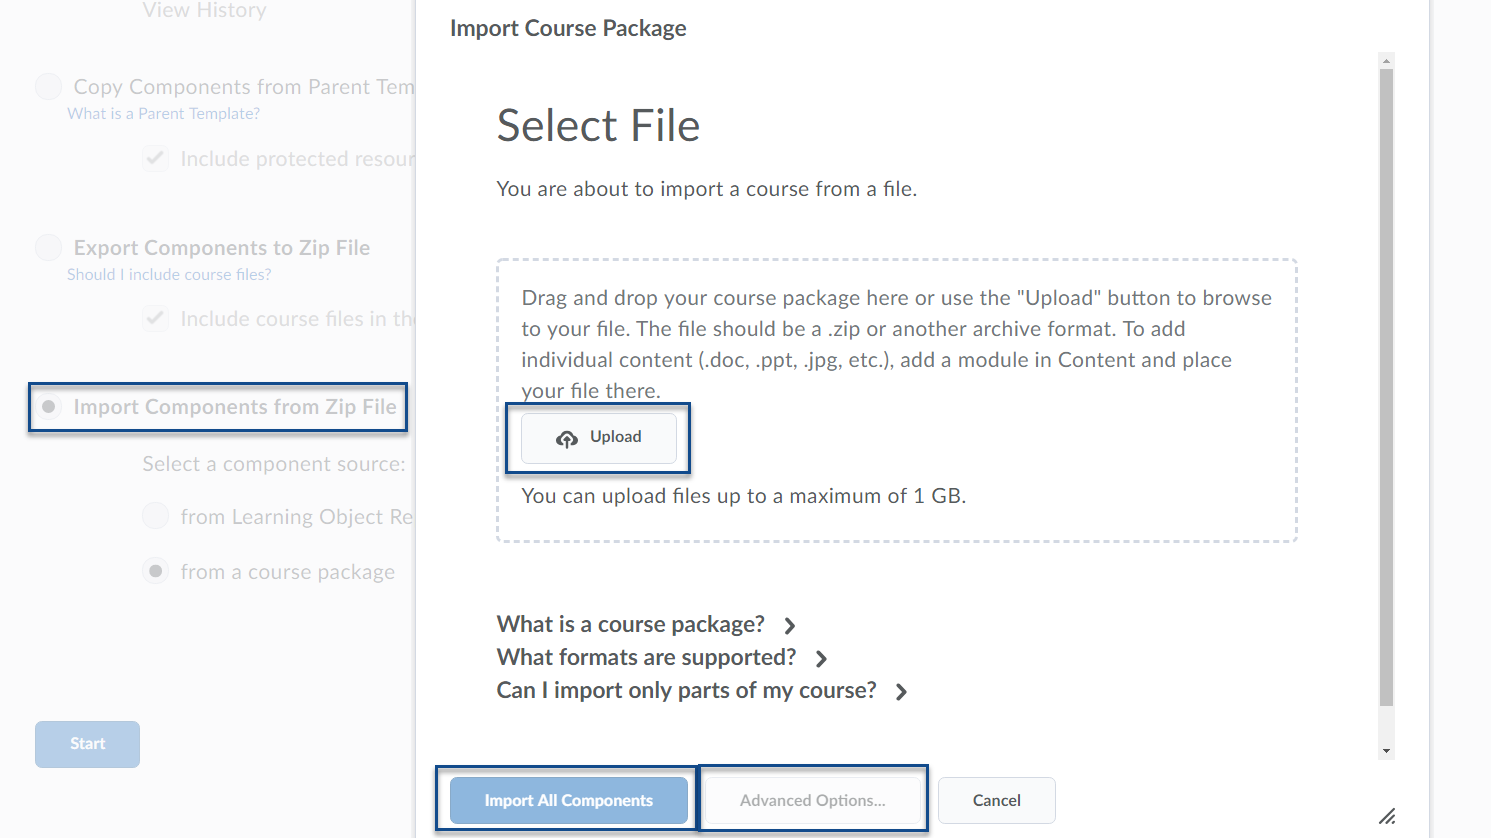 View History
Copy Components from Parent Tem
What is a Parent Template?
Include protected resour
Export Components to Zip File
Should I include course files?
Include course files in the
Import Components from Zip File
Select a component source:
from Learning Object Re
from a course package
Start
Import Course Package
Select File
You are about to import a course from a file.
Drag and drop your course package here or use the "Upload" button to browse
to your file. The file should be a .zip or another archive format. To add
individual content (.doc, .ppt, .jpg, etc.), add a module in Content and place
your file there.
Upload
You can upload files up to a maximum of 1 GB.
What is a course package?
What formats are supported?
Can I import only parts of my course?
Import All Components
Advanced Options...
Cancel